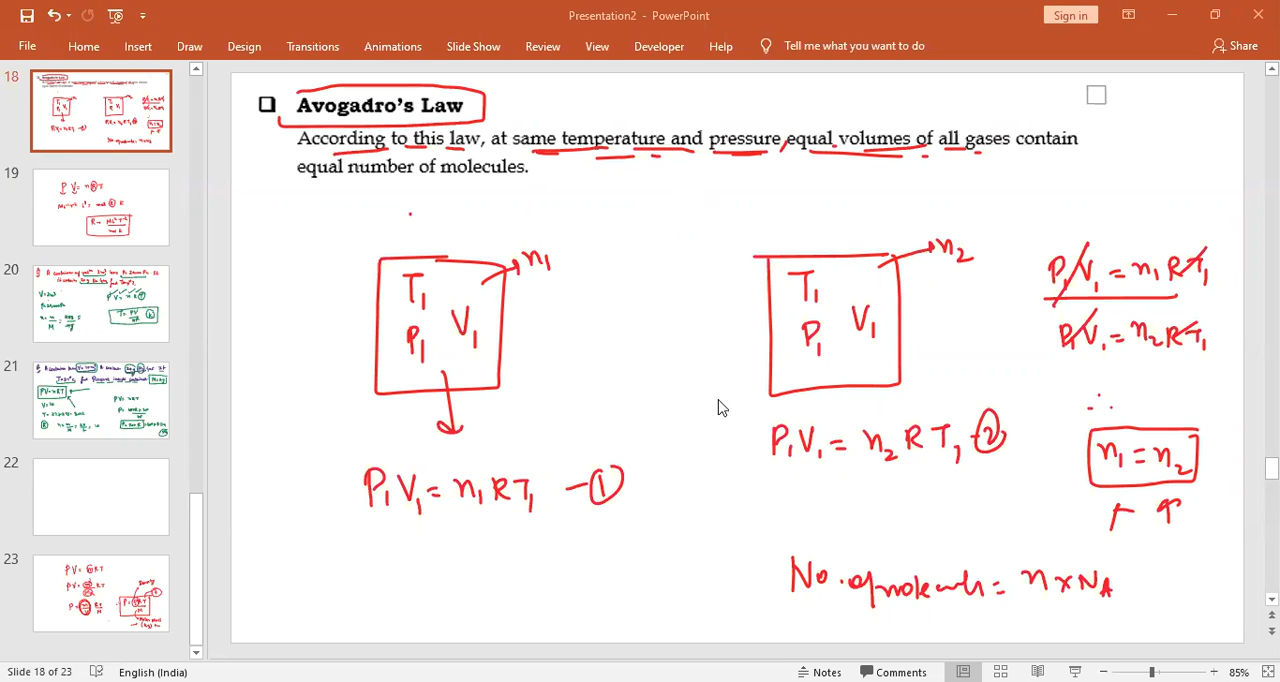 Presentation2 - PowerPoint
Sign in
File Home Insert Draw Design Transitions Animations Slide Show Review View Developer Help Tell me what you want to do Share
18
19
20
21
22
23
P V = n R T
PV = nRT
Avogadro's Law
According to this law, at same temperature and pressure, equal volumes of all gases contain
equal number of molecules.
T₁
P₁ V₁
n₁
P₁V₁ = n₁RT₁ -①
T₁
P₁ V₁
n₂
P₁V₁ = n₂RT₁ -②
P₁V₁ = n₁RT₁
P₁V₁ = n₂RT₁
∴
n₁ = n₂
No. of molecules = n x N_A
Slide 18 of 23 English (India) Notes Comments 85%